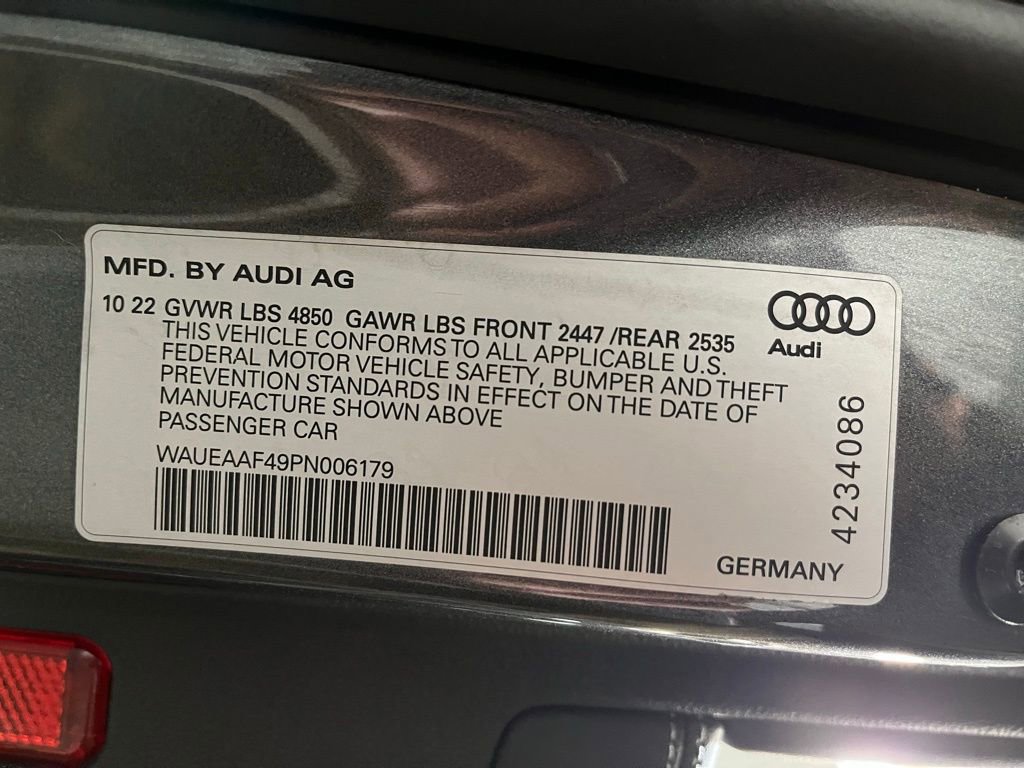 MFD. BY AUDI AG
10 22 GVWR LBS 4850 GAWR LBS FRONT 2447 /REAR 2535
THIS VEHICLE CONFORMS TO ALL APPLICABLE U.S.
FEDERAL MOTOR VEHICLE SAFETY, BUMPER AND THEFT
PREVENTION STANDARDS IN EFFECT ON THE DATE OF
MANUFACTURE SHOWN ABOVE
PASSENGER CAR
WAUEAAF49PN006179
Audi
4234086
GERMANY